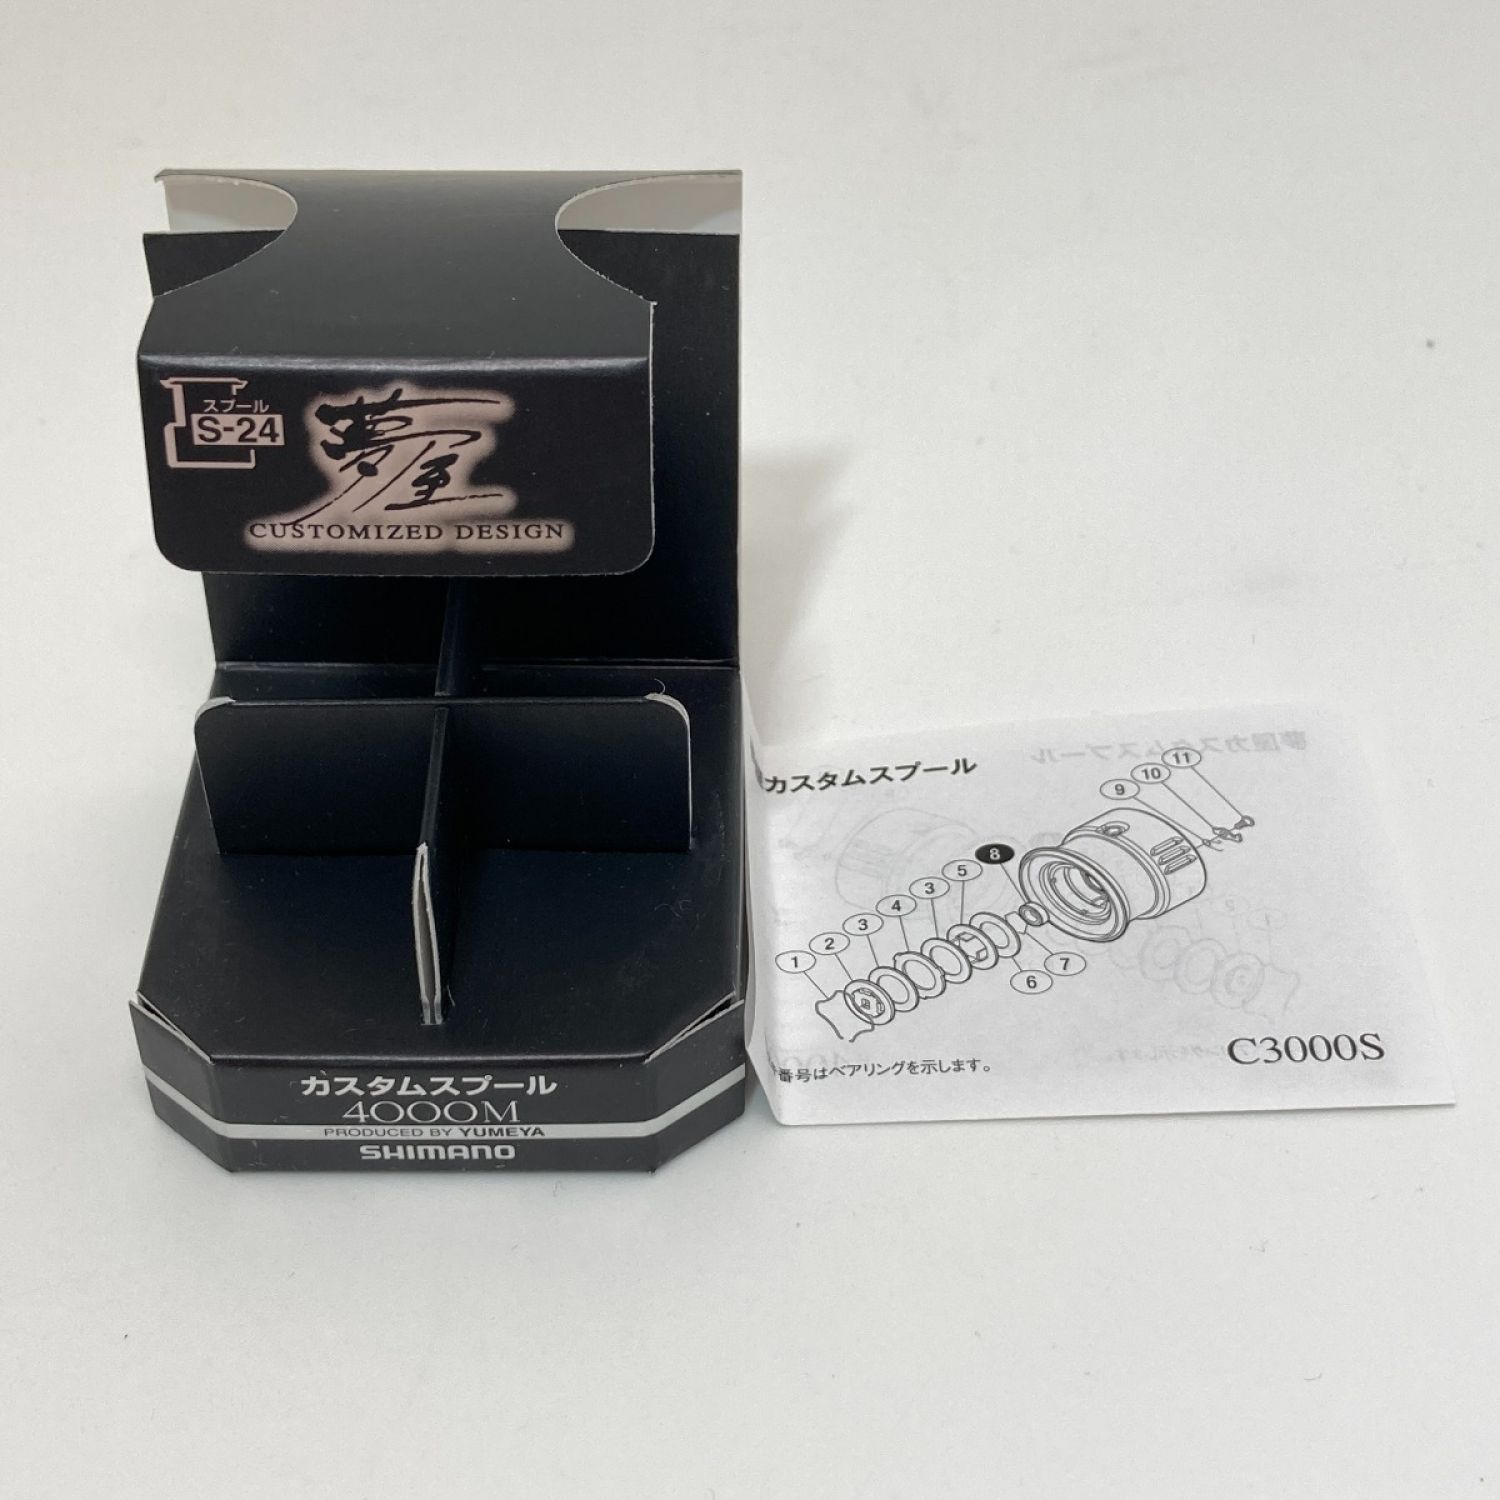 スプール
S-24
夢屋
CUSTOMIZED DESIGN
カスタムスプール
4000M
PRODUCED BY YUMEYA
SHIMANO
カスタムスプール
11
10
9
8
5
3
4
3
2
1
7
6
C3000S
番号はベアリングを示します。